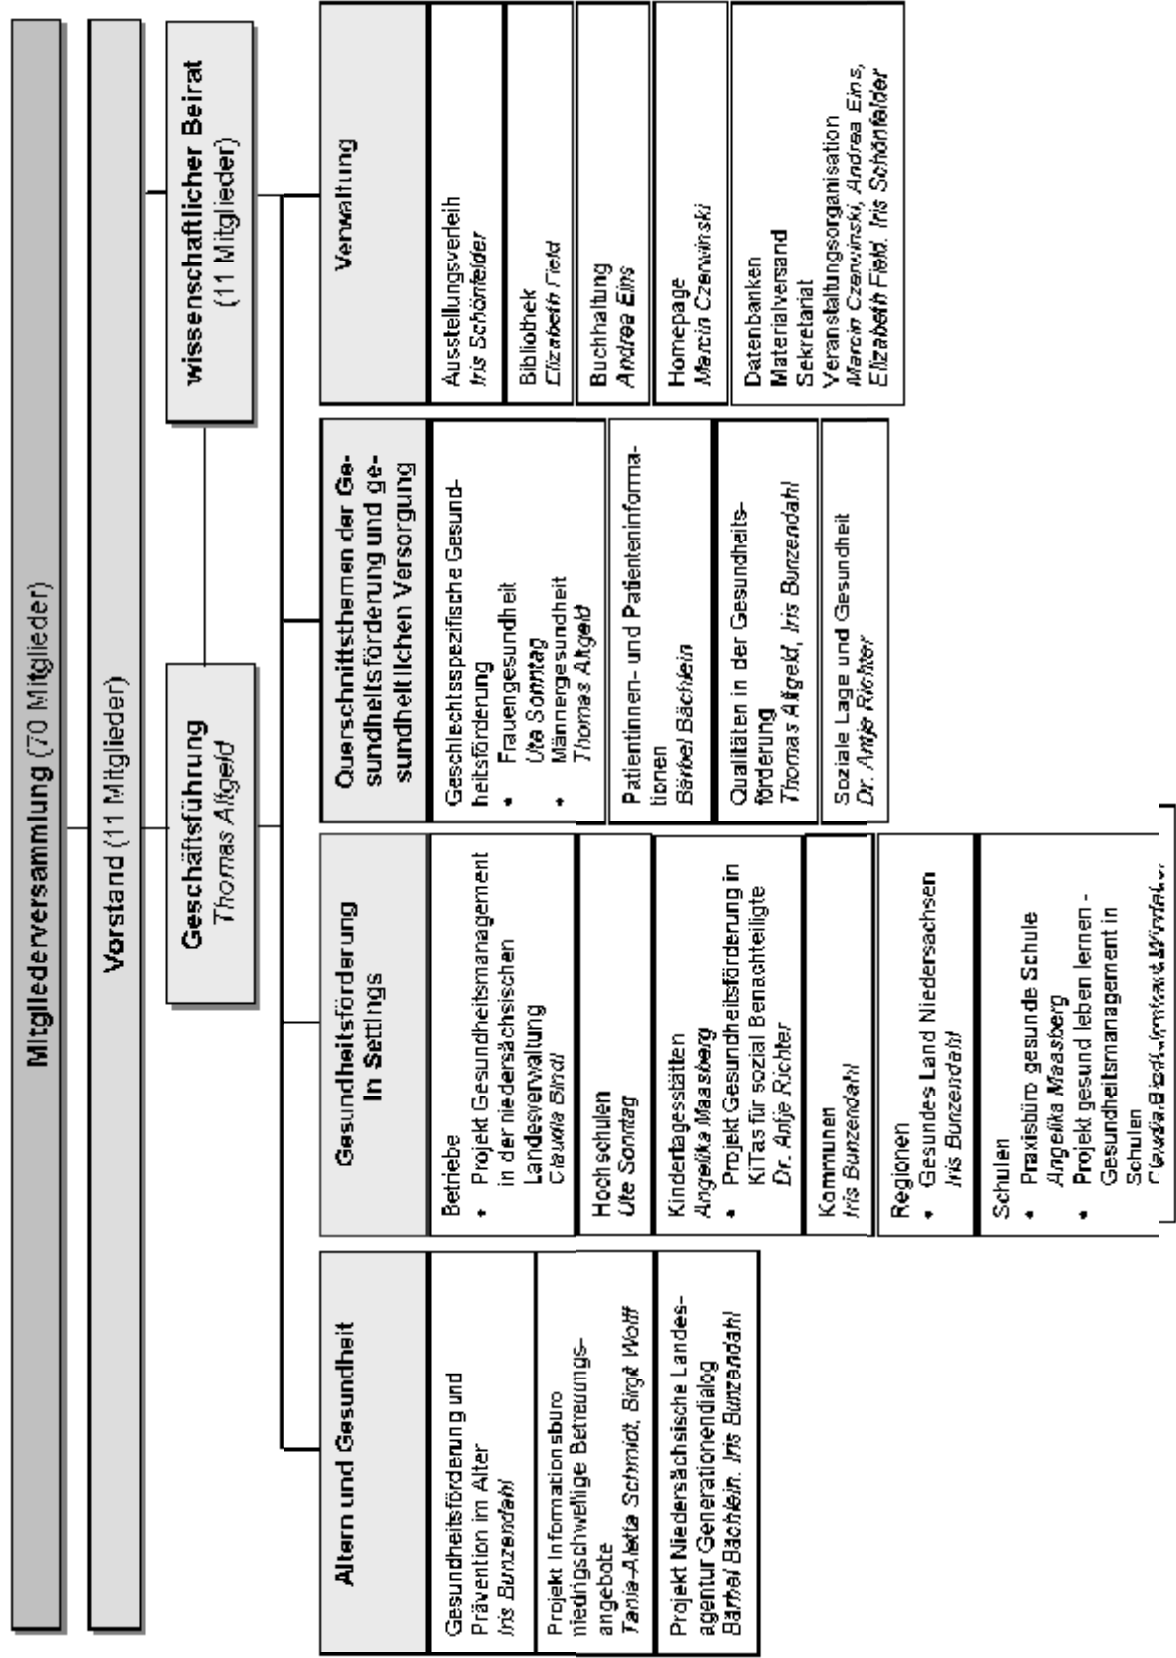 Mitgliederversammlung (70 Mitglieder)
Vorstand (11 Mitglieder)
Geschäftsführung
Thomas Altgeld
wissenschaftlicher Beirat
(11 Mitglieder)
Altern und Gesundheit
Gesundheitsförderung und
Prävention im Alter
Iris Bunzendahl
Projekt Informationsbüro
niedrigschwellige Betreuungs-
angebote
Tanja-Aletta Schmidt, Birgit Wolff
Projekt Niedersächsische Landes-
agentur Generationendialog
Bärbel Bächlein, Iris Bunzendahl
Gesundheitsförderung
In Settings
Betriebe
• Projekt Gesundheitsmanagement
in der niedersächsischen
Landesverwaltung
Claudia Bindl
Hochschulen
Ute Sonntag
Kindertagesstätten
Angelika Maasberg
• Projekt Gesundheitsförderung in
KiTas für sozial Benachteiligte
Dr. Antje Richter
Kommunen
Iris Bunzendahl
Regionen
• Gesundes Land Niedersachsen
Iris Bunzendahl
Schulen
• Praxisbüro gesunde Schule
Angelika Maasberg
• Projekt gesund leben lernen -
Gesundheitsmanagement in
Schulen
Claudia Bindl
Querschnittsthemen der Ge-
sundheitsförderung und ge-
sundheitlichen Versorgung
Geschlechtsspezifische Gesund-
heitsförderung
• Frauengesundheit
Ute Sonntag
• Männergesundheit
Thomas Altgeld
Patientinnen- und Patienteninforma-
tionen
Bärbel Bächlein
Qualitäten in der Gesundheits-
förderung
Thomas Altgeld, Iris Bunzendahl
Soziale Lage und Gesundheit
Dr. Antje Richter
Verwaltung
Ausstellungsverleih
Iris Schönfelder
Bibliothek
Elizabeth Field
Buchhaltung
Andrea Eins
Homepage
Marcin Czerwinski
Datenbanken
Materialversand
Sekretariat
Veranstaltungsorganisation
Marcin Czerwinski, Andrea Eins,
Elizabeth Field, Iris Schönfelder